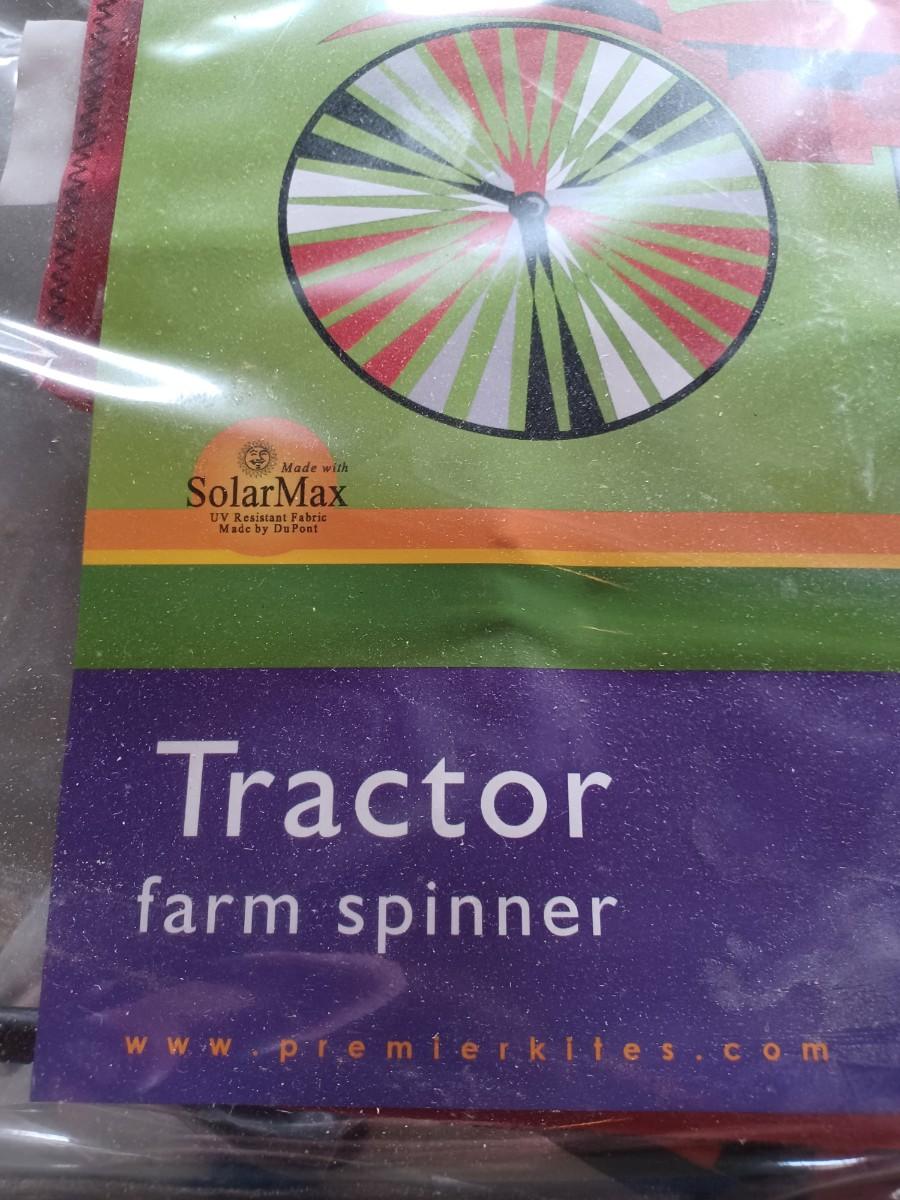 Made with
SolarMax
UV Resistant Fabric
Made by DuPont
Tractor
farm spinner
www.premierkites.com